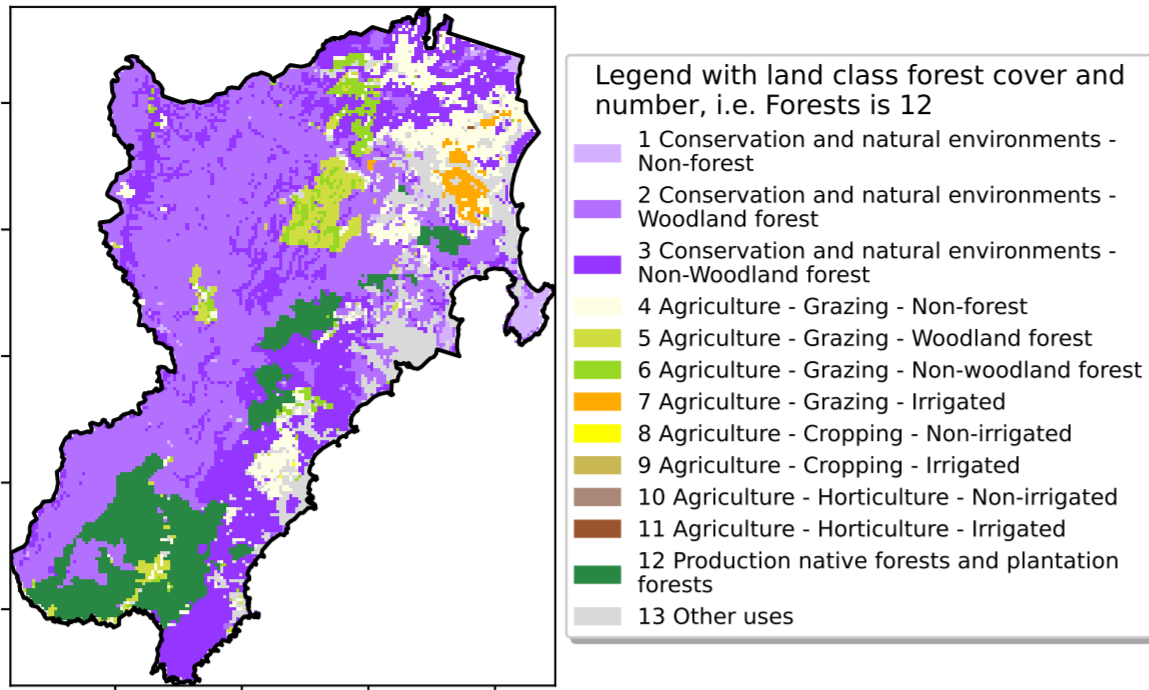 Legend with land class forest cover and
number, i.e. Forests is 12
1 Conservation and natural environments -
Non-forest
2 Conservation and natural environments -
Woodland forest
3 Conservation and natural environments -
Non-Woodland forest
4 Agriculture - Grazing - Non-forest
5 Agriculture - Grazing - Woodland forest
6 Agriculture - Grazing - Non-woodland forest
7 Agriculture - Grazing - Irrigated
8 Agriculture - Cropping - Non-irrigated
9 Agriculture - Cropping - Irrigated
10 Agriculture - Horticulture - Non-irrigated
11 Agriculture - Horticulture - Irrigated
12 Production native forests and plantation
forests
13 Other uses